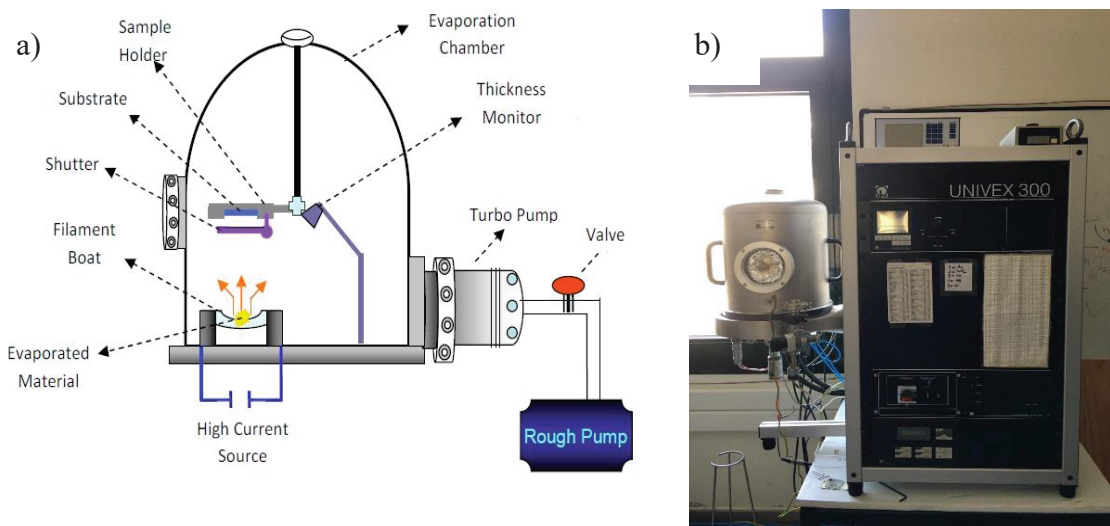 a)
Sample
Holder
Evaporation
Chamber
Substrate
Thickness
Monitor
Shutter
Turbo Pump
Valve
Filament
Boat
Evaporated
Material
High Current
Source
Rough Pump
b)
UNIVEX 300